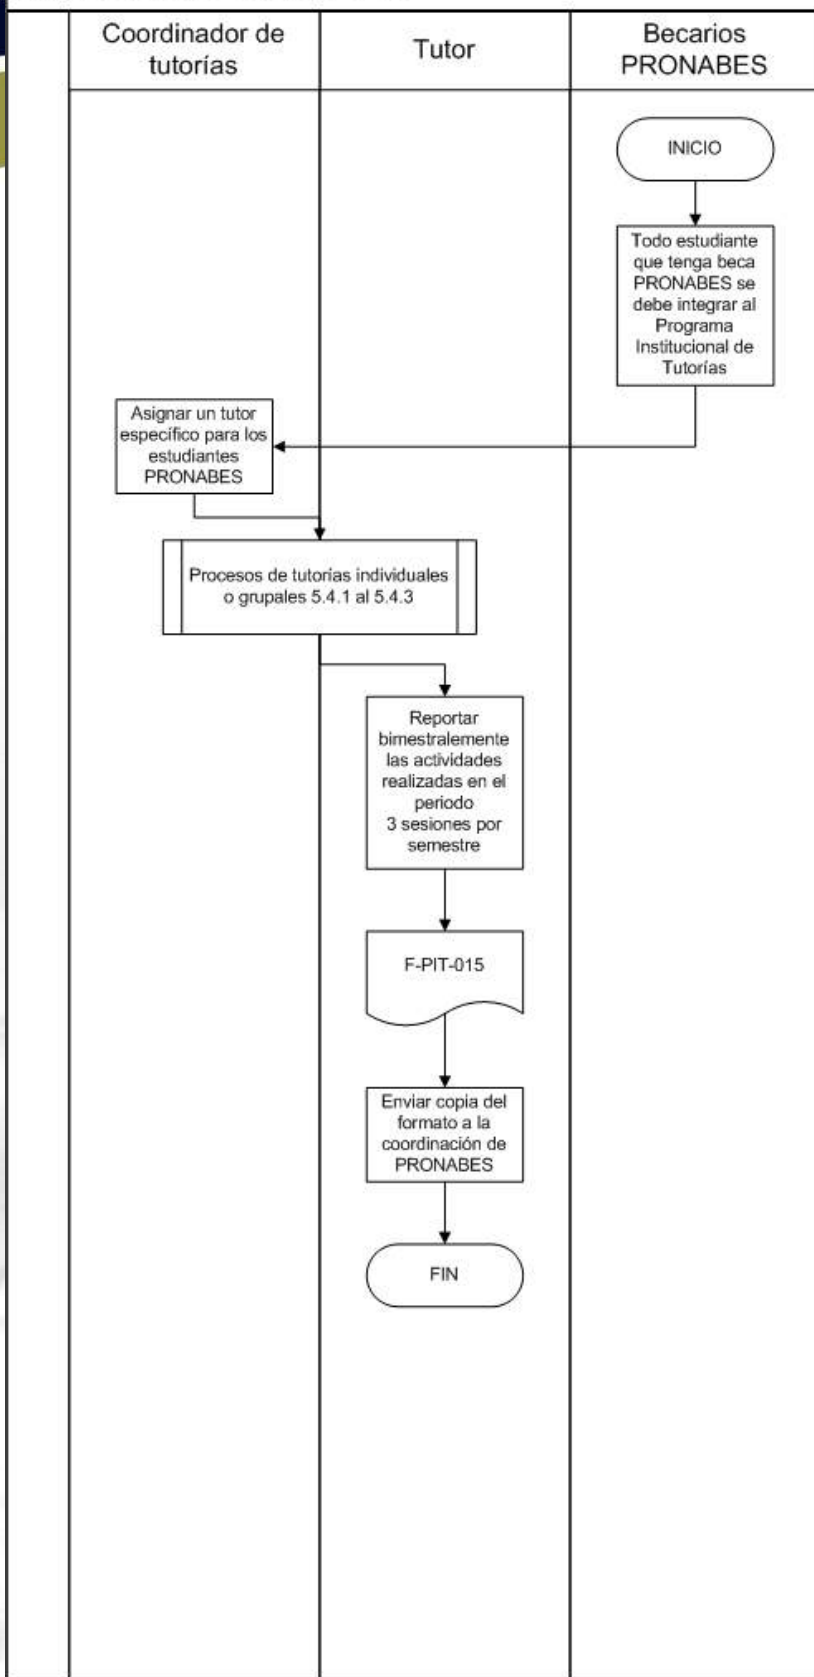 Coordinador de
tutorías
Tutor
Becarios
PRONABES
INICIO
Todo estudiante
que tenga beca
PRONABES se
debe integrar al
Programa
Institucional de
Tutorías
Asignar un tutor
específico para los
estudiantes
PRONABES
Procesos de tutorías individuales
o grupales 5.4.1 al 5.4.3
Reportar
bimestralemente
las actividades
realizadas en el
periodo
3 sesiones por
semestre
F-PIT-015
Enviar copia del
formato a la
coordinación de
PRONABES
FIN